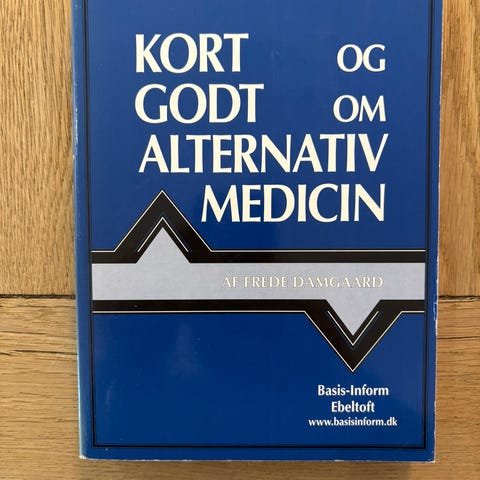 KORT OG
GODT OM
ALTERNATIV
MEDICIN
AF FREDE DAMGAARD
Basis-Inform
Ebeltoft
www.basisinform.dk